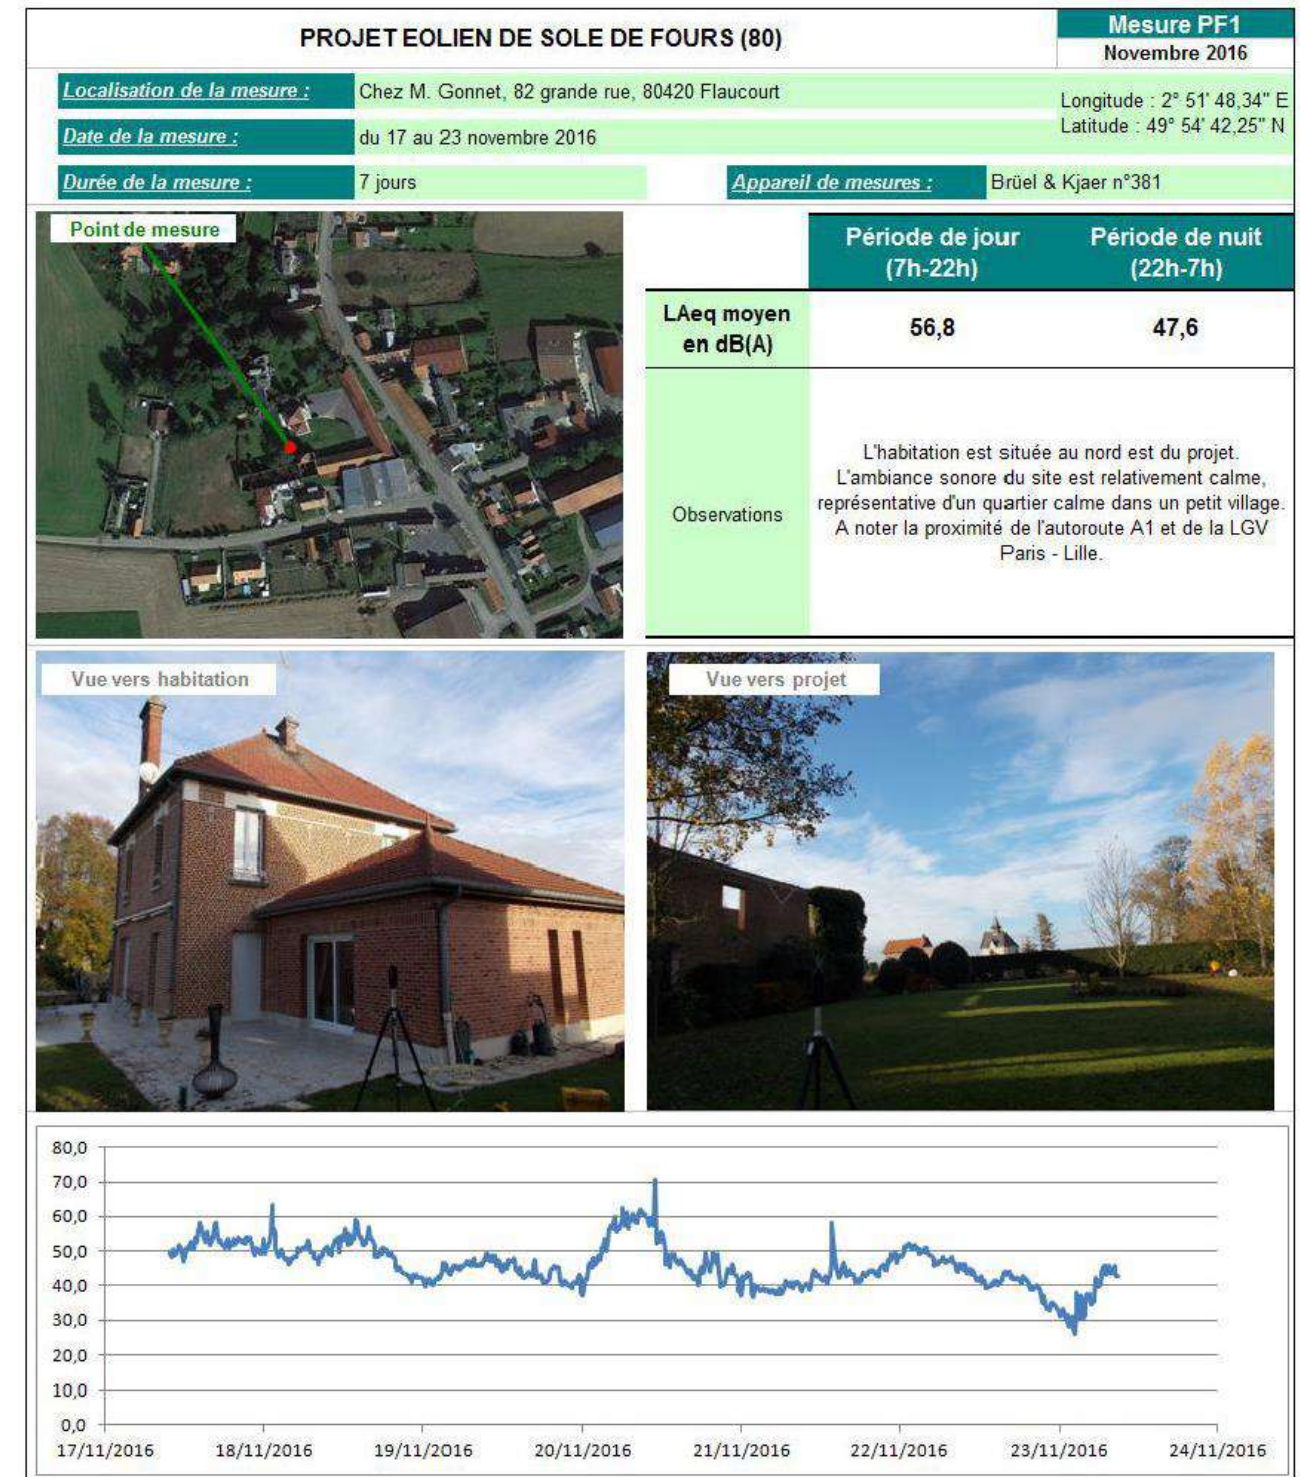 PROJET EOLIEN DE SOLE DE FOURS (80)
Mesure PF1
Novembre 2016
Localisation de la mesure :
Chez M. Gonnet, 82 grande rue, 80420 Flaucourt
Longitude : 2° 51' 48,34" E
Latitude : 49° 54' 42,25" N
Date de la mesure :
du 17 au 23 novembre 2016
Durée de la mesure :
7 jours
Appareil de mesures :
Brüel & Kjaer n°381
Point de mesure
Période de jour
(7h-22h)
Période de nuit
(22h-7h)
LAeq moyen
en dB(A)
56,8
47,6
Observations
L'habitation est située au nord est du projet.
L'ambiance sonore du site est relativement calme,
représentative d'un quartier calme dans un petit village.
A noter la proximité de l'autoroute A1 et de la LGV
Paris - Lille.
Vue vers habitation
Vue vers projet
80,0
70,0
60,0
50,0
40,0
30,0
20,0
10,0
0,0
17/11/2016 18/11/2016 19/11/2016 20/11/2016 21/11/2016 22/11/2016 23/11/2016 24/11/2016